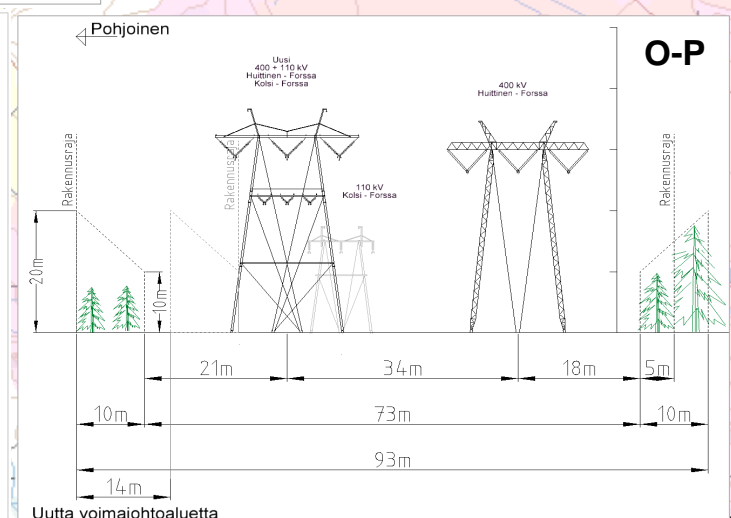 Pohjoinen
O-P
Uusi
400 + 110 kV
Huittinen - Forssa
Kolsi - Forssa
400 kV
Huittinen - Forssa
110 kV
Kolsi - Forssa
Rakennusraja
Rakennusraja
Rakennusraja
20m
10m
21m
34m
18m
5m
10m
73m
10m
93m
14m
Uutta voimajohtoaluetta